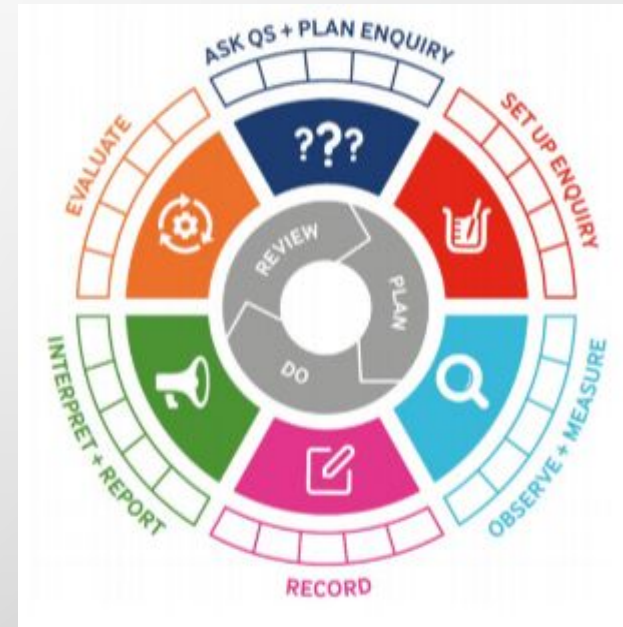 ASK QS + PLAN ENQUIRY
SET UP ENQUIRY
OBSERVE + MEASURE
RECORD
INTERPRET + REPORT
EVALUATE
???
REVIEW
PLAN
DO